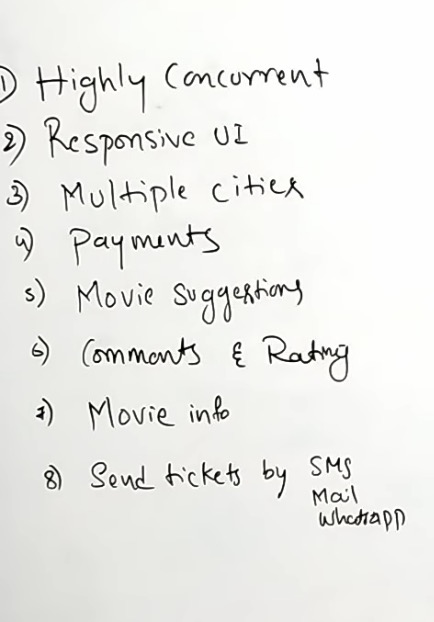 1) Highly Concurrent
2) Responsive UI
3) Multiple cities
4) Payments
5) Movie Suggestions
6) Comments & Rating
7) Movie info
8) Send tickets by SMS
Mail
Whatsapp